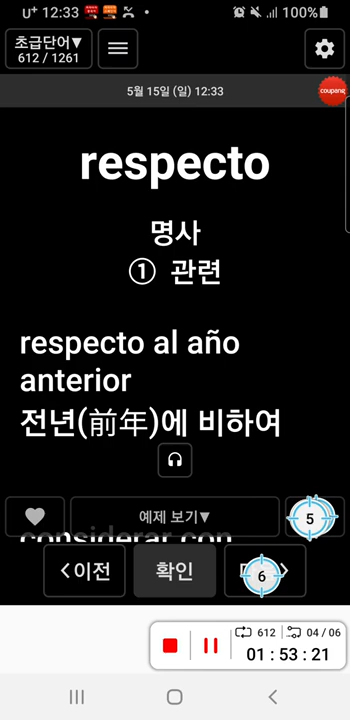 U+ 12:33
100%
초급단어▼
612 / 1261
5월 15일 (일) 12:33
coupang
respecto
명사
① 관련
respecto al año
anterior
전년(前年)에 비하여
예제 보기▼
5
considerar con
이전
확인
6
612
04 / 06
01 : 53 : 21